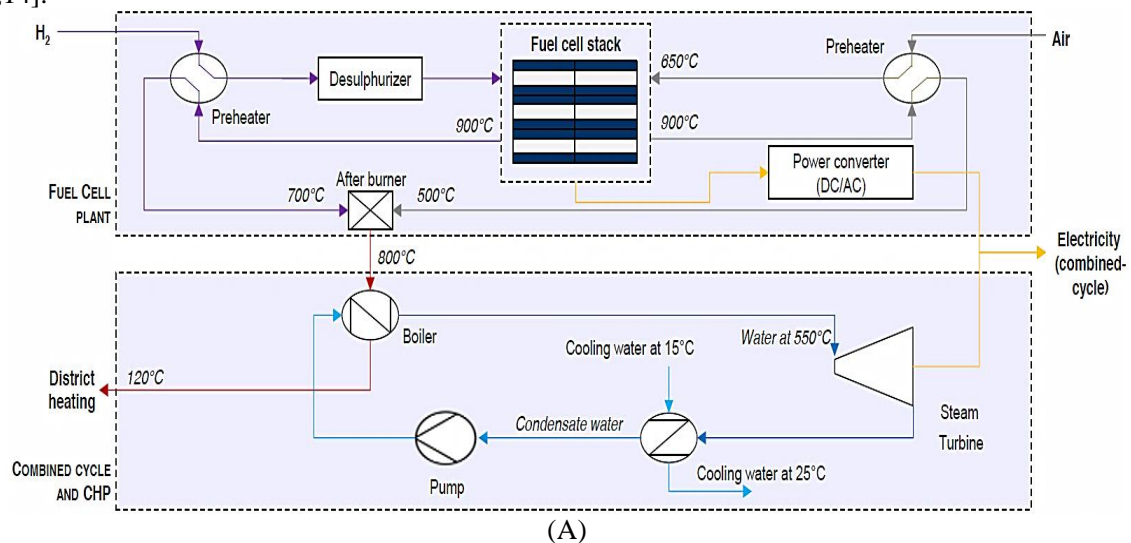 ,14].
H2
Fuel cell stack
Preheater
Air
650°C
Desulphurizer
Preheater
900°C
900°C
Power converter
(DC/AC)
After burner
700°C
500°C
FUEL CELL
PLANT
Electricity
(combined-
cycle)
800°C
Boiler
Water at 550°C
Cooling water at 15°C
District
heating
120°C
Condensate water
Steam
Turbine
COMBINED CYCLE
AND CHP
Pump
Cooling water at 25°C
(A)